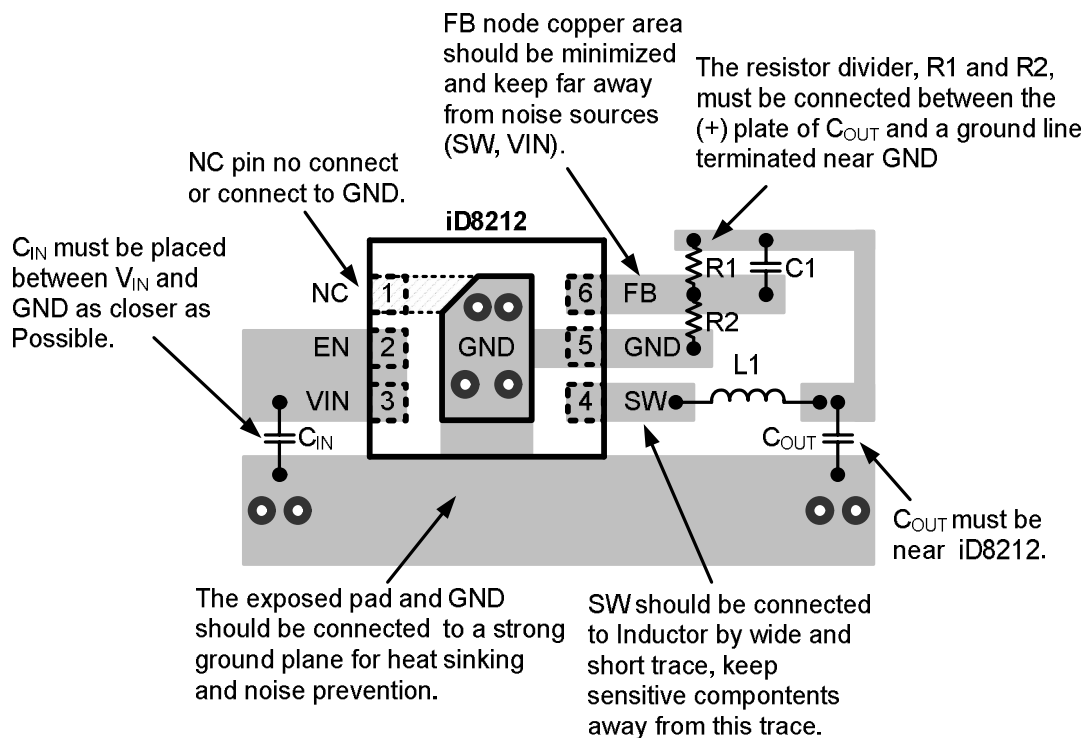 FB node copper area
should be minimized
and keep far away
from noise sources
(SW, VIN).
The resistor divider, R1 and R2,
must be connected between the
(+) plate of COUT and a ground line
terminated near GND
NC pin no connect
or connect to GND.
iD8212
CIN must be placed
between VIN and
GND as closer as
Possible.
NC 1
EN 2
VIN 3
GND
6 FB
5 GND
4 SW
R1
C1
R2
L1
CIN
COUT
COUT must be
near iD8212.
The exposed pad and GND
should be connected to a strong
ground plane for heat sinking
and noise prevention.
SW should be connected
to Inductor by wide and
short trace, keep
sensitive compontents
away from this trace.